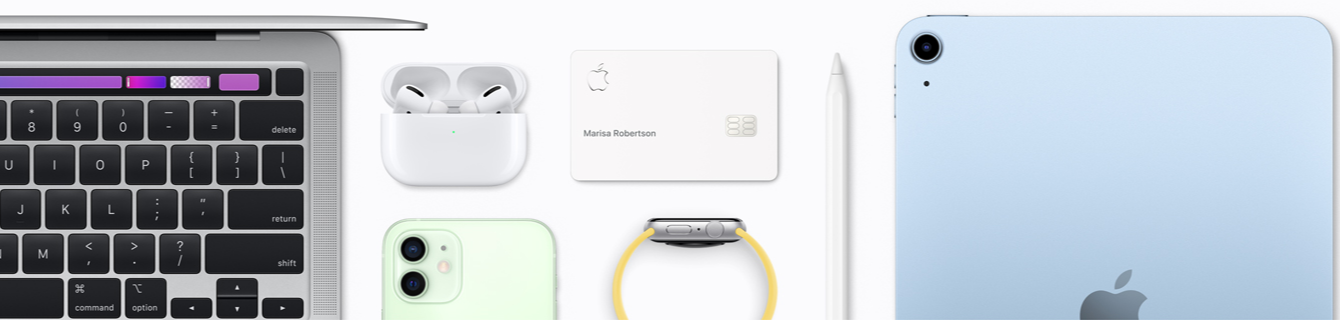 * ( ) — +
8 9 0 - = delete
U I O P { } |
[ ] \
J K L : "
; ' return
M < > ?
, . / shift
⌘ ⌥
command option
Marisa Robertson